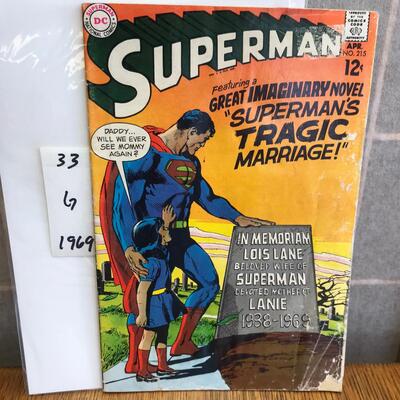 SUPERMAN
DC
NATIONAL COMICS
APPROVED
BY THE
COMICS
CODE
AUTHORITY
APR.
NO. 215
12¢
SUPERMAN
Featuring a
GREAT IMAGINARY NOVEL
"SUPERMAN'S
TRAGIC
MARRIAGE!"
DADDY...
WILL WE EVER
SEE MOMMY
AGAIN?
IN MEMORIAM
LOIS LANE
BELOVED WIFE OF
SUPERMAN
DEVOTED MOTHER OF
LANIE
1938-1969
33
G
1969